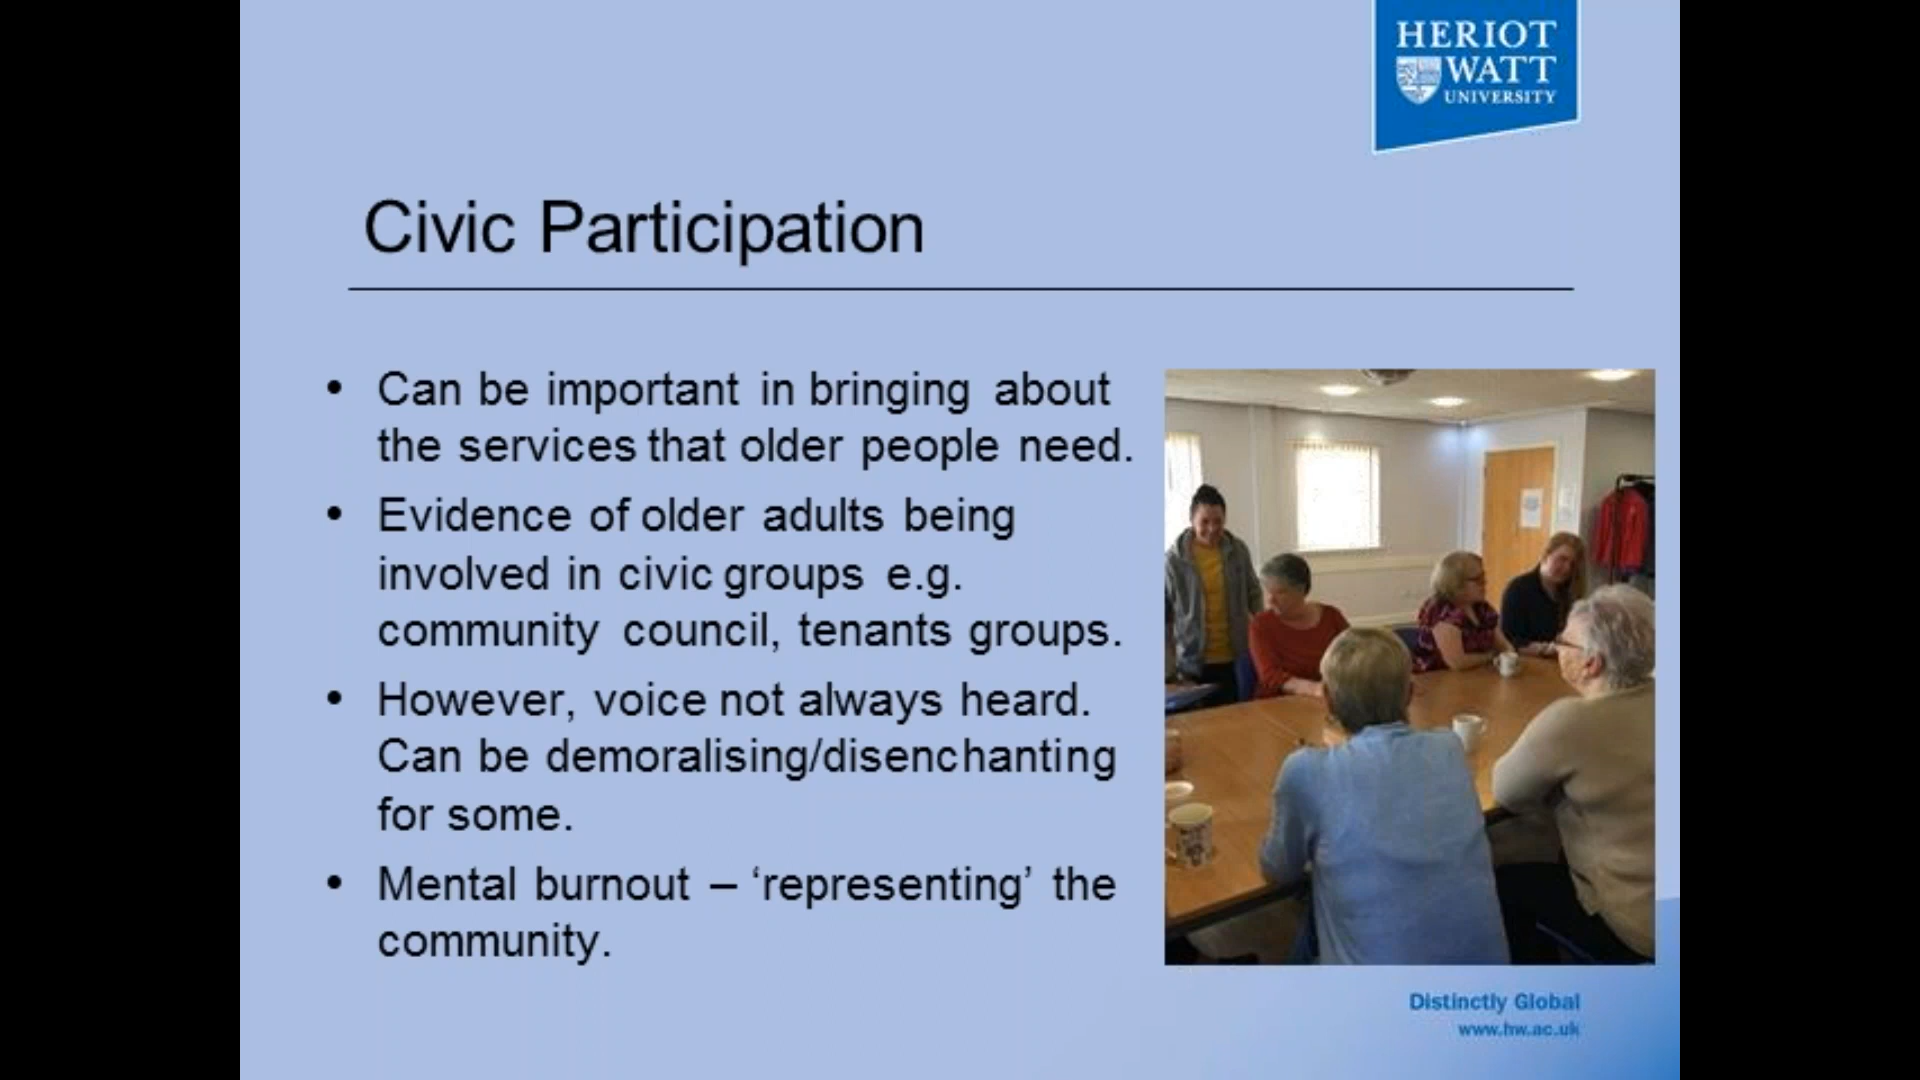 HERIOT
WATT
UNIVERSITY
Civic Participation
• Can be important in bringing about
the services that older people need.
• Evidence of older adults being
involved in civic groups e.g.
community council, tenants groups.
• However, voice not always heard.
Can be demoralising/disenchanting
for some.
• Mental burnout – ‘representing’ the
community.
Distinctly Global
www.hw.ac.uk